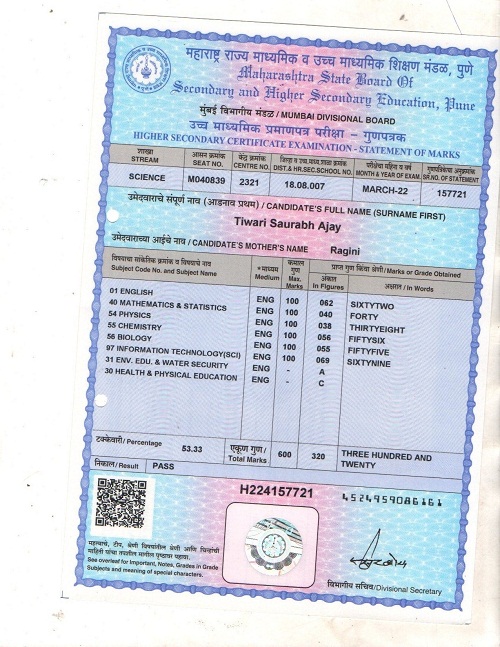 महाराष्ट्र राज्य माध्यमिक व उच्च माध्यमिक शिक्षण मंडळ, पुणे
Maharashtra State Board Of
Secondary and Higher Secondary Education, Pune
मुंबई विभागीय मंडळ / MUMBAI DIVISIONAL BOARD
उच्च माध्यमिक प्रमाणपत्र परीक्षा – गुणपत्रक
HIGHER SECONDARY CERTIFICATE EXAMINATION - STATEMENT OF MARKS
शाखा आसन क्रमांक केंद्र क्रमांक जिल्हा व उच्च.माध्य.शाळा क्रमांक परीक्षेचा महिना व वर्ष गुणपत्रिकेचा अनुक्रमांक
STREAM SEAT NO. CENTRE NO. DIST.& HR.SEC.SCHOOL NO. MONTH & YEAR OF EXAM. SR.NO. OF STATEMENT
SCIENCE M040839 2321 18.08.007 MARCH-22 157721
उमेदवाराचे संपूर्ण नाव (आडनाव प्रथम) / CANDIDATE'S FULL NAME (SURNAME FIRST)
Tiwari Saurabh Ajay
उमेदवाराच्या आईचे नाव / CANDIDATE'S MOTHER'S NAME Ragini
विषयाचा सांकेतिक क्रमांक व विषयाचे नाव
Subject Code No. and Subject Name
माध्यम
Medium
कमाल गुण
Max. Marks
प्राप्त गुण किंवा श्रेणी / Marks or Grade Obtained
अंकात
In Figures
अक्षरात / In Words
01 ENGLISH ENG 100 062 SIXTYTWO
40 MATHEMATICS & STATISTICS ENG 100 040 FORTY
54 PHYSICS ENG 100 038 THIRTYEIGHT
55 CHEMISTRY ENG 100 056 FIFTYSIX
56 BIOLOGY ENG 100 055 FIFTYFIVE
97 INFORMATION TECHNOLOGY(SCI) ENG 100 069 SIXTYNINE
31 ENV. EDU. & WATER SECURITY ENG - A
30 HEALTH & PHYSICAL EDUCATION ENG - C
टक्केवारी / Percentage 53.33 एकूण गुण / Total Marks 600 320 THREE HUNDRED AND TWENTY
निकाल / Result PASS
H224157721
4524959086161
महत्वाचे, टीप, श्रेणी विषयांतील श्रेणी आणि चिन्हांची
माहिती यांचा तपशील मागील पृष्ठावर पहावा.
See overleaf for Important, Notes, Grades in Grade
Subjects and meaning of special characters.
विभागीय सचिव/Divisional Secretary